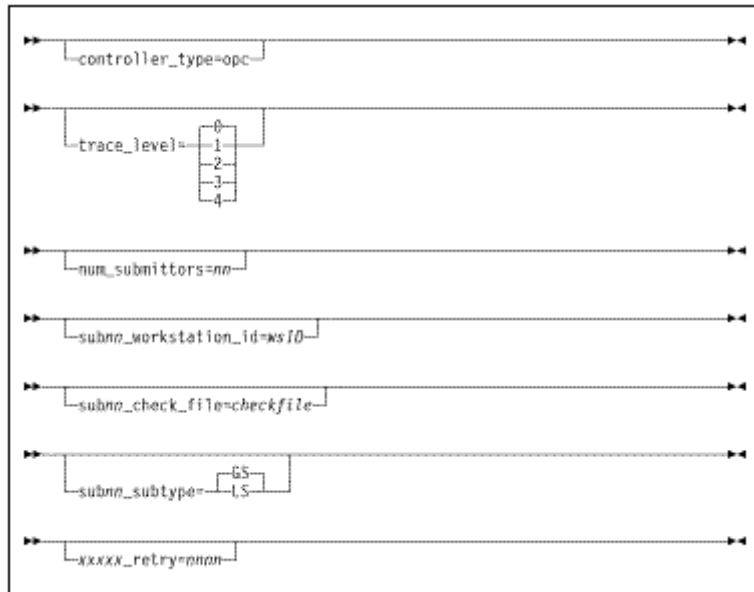 controller_type=opc
0
trace_level= 1
2
3
4
num_submittors=nn
subnn_workstation_id=wsID
subnn_check_file=checkfile
GS
subnn_subtype= LS
xxxxx_retry=nnnn